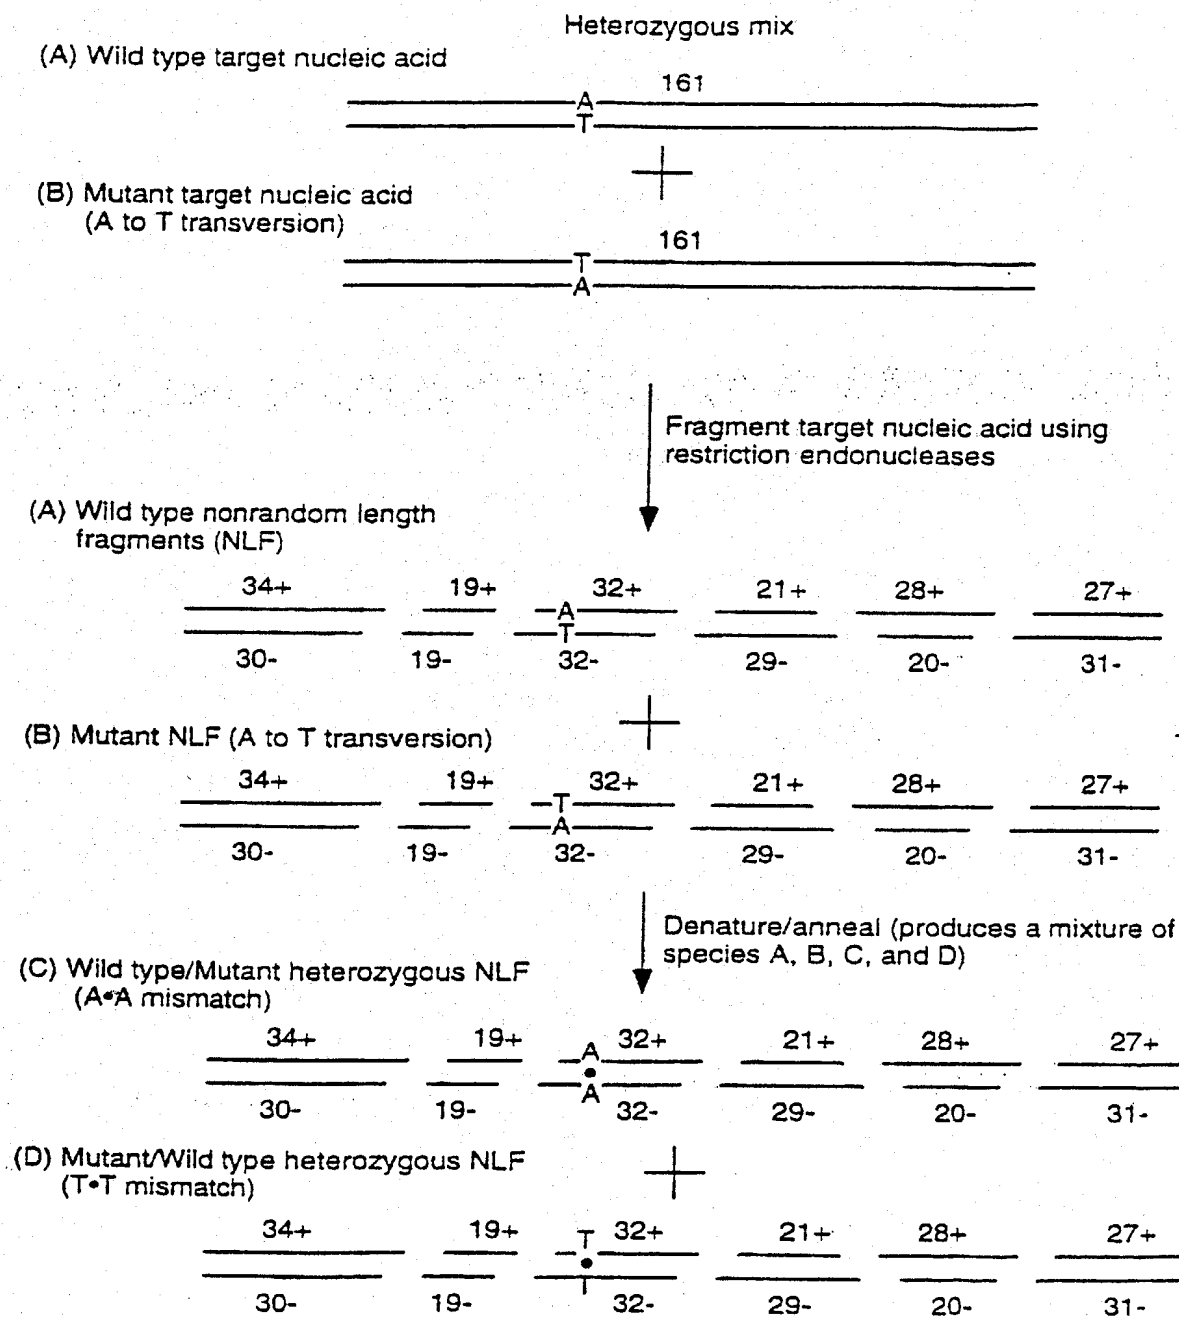 Heterozygous mix
(A) Wild type target nucleic acid
161
A
T
(B) Mutant target nucleic acid
(A to T transversion)
161
T
A
Fragment target nucleic acid using
restriction endonucleases
(A) Wild type nonrandom length
fragments (NLF)
34+ 19+ 32+ 21+ 28+ 27+
A
T
30- 19- 32- 29- 20- 31-
(B) Mutant NLF (A to T transversion)
34+ 19+ 32+ 21+ 28+ 27+
T
A
30- 19- 32- 29- 20- 31-
Denature/anneal (produces a mixture of
species A, B, C, and D)
(C) Wild type/Mutant heterozygous NLF
(A•A mismatch)
34+ 19+ 32+ 21+ 28+ 27+
A
A
30- 19- 32- 29- 20- 31-
(D) Mutant/Wild type heterozygous NLF
(T•T mismatch)
34+ 19+ 32+ 21+ 28+ 27+
T
T
30- 19- 32- 29- 20- 31-